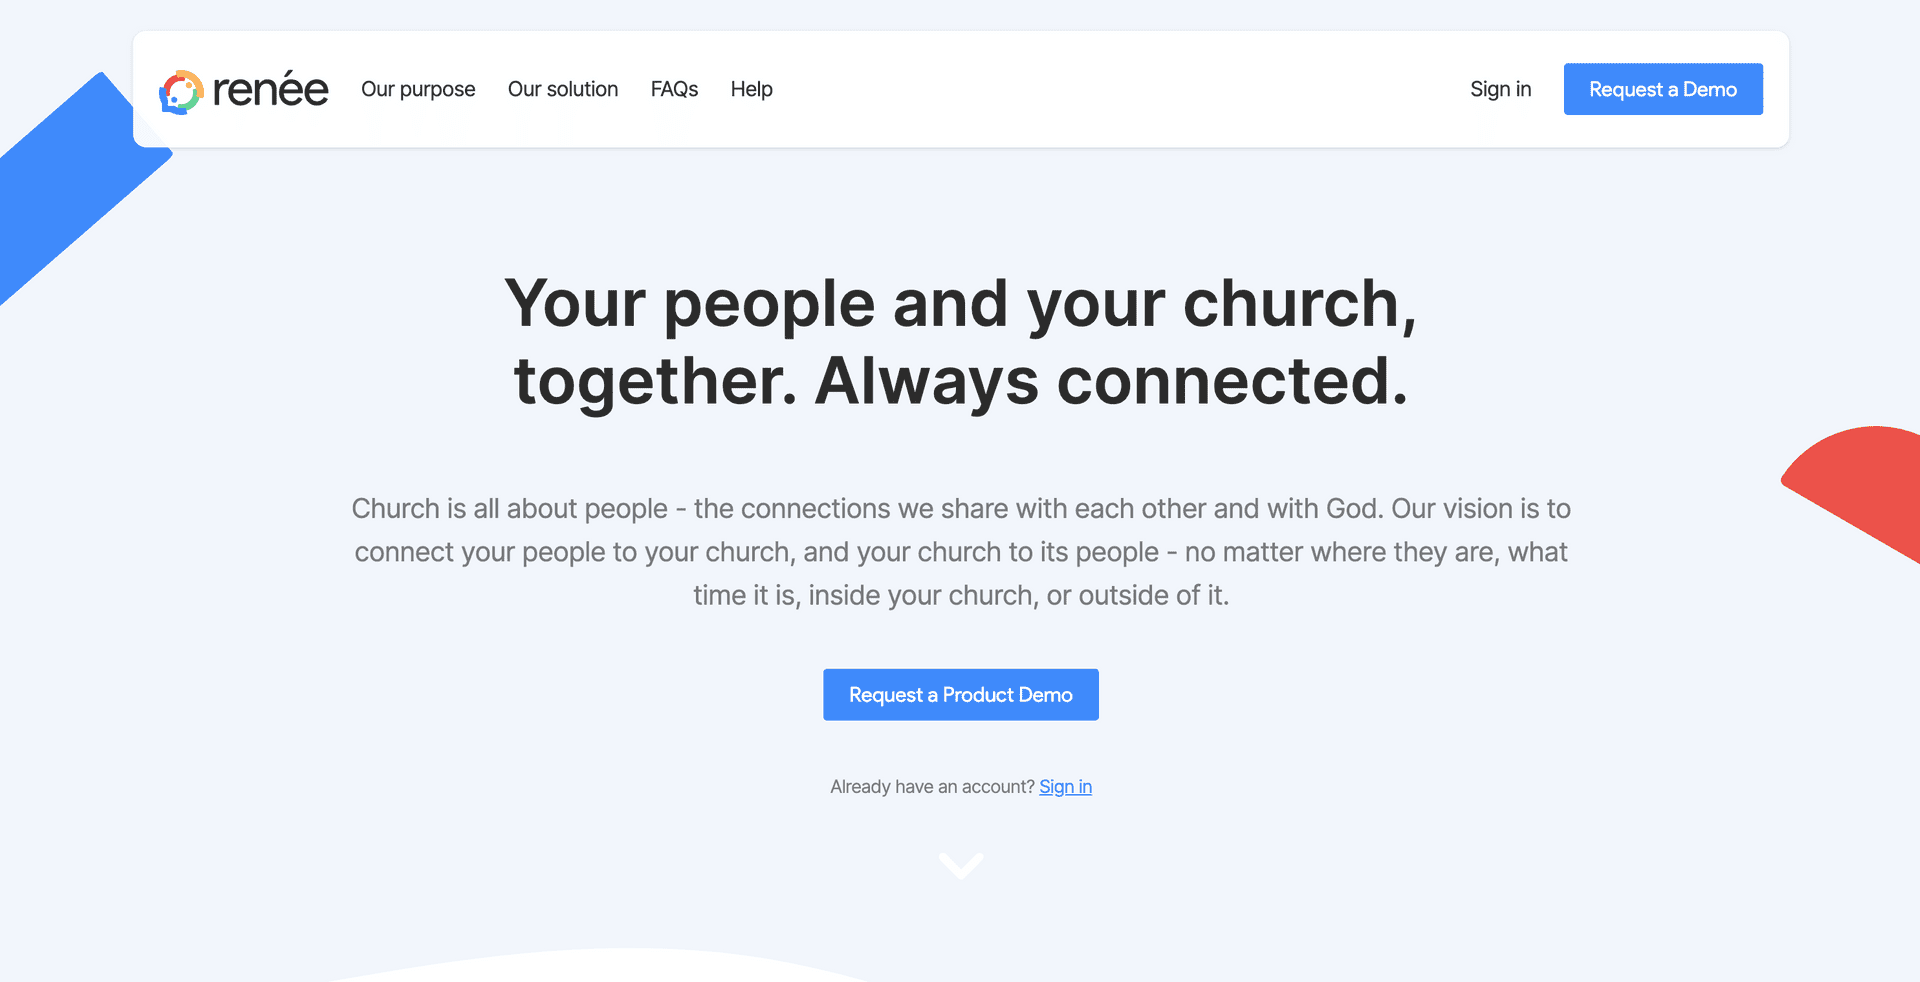 renée
Our purpose
Our solution
FAQs
Help
Sign in
Request a Demo
Your people and your church,
together. Always connected.
Church is all about people - the connections we share with each other and with God. Our vision is to
connect your people to your church, and your church to its people - no matter where they are, what
time it is, inside your church, or outside of it.
Request a Product Demo
Already have an account? Sign in